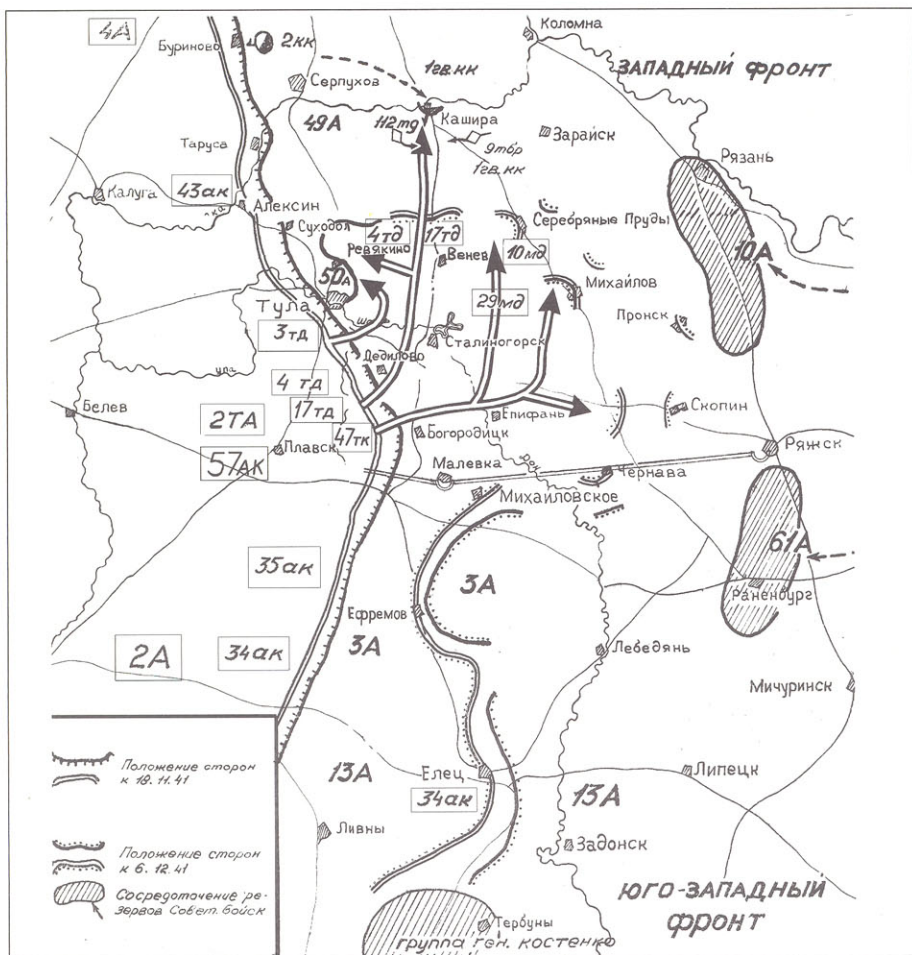 4А
Буриново
2кк
Коломна
1гв.кк
ЗАПАДНЫЙ ФРОНТ
Серпухов
49А
112тд
Кашира
9тбр
1гв.кк
Зарайск
Таруса
Рязань
Калуга
43ак
Алексин
Суходол
4тд
17тд
Ревякино
Венев
Серебряные Пруды
10мд
10А
50А
Михайлов
29мд
Тула
Пронск
3тд
Сталиногорск
Дедилово
упа
4 тд
Белев
2ТА
17тд
47тк
Епифань
Скопин
Богородицк
Плавск
57АК
Малевка
дон
Чернава
Ряжск
Михайловское
61А
35ак
3А
Раненбург
Ефремов
2А
34ак
3А
Лебедянь
Мичуринск
13А
Елец
34ак
13А
Липецк
Ливны
Задонск
Положение сторон
к 18.11.41
Положение сторон
к 6.12.41
Сосредоточение ре-
зервов Совет. войск
ЮГО-ЗАПАДНЫЙ
ФРОНТ
Тербуны
группа ген. костенко